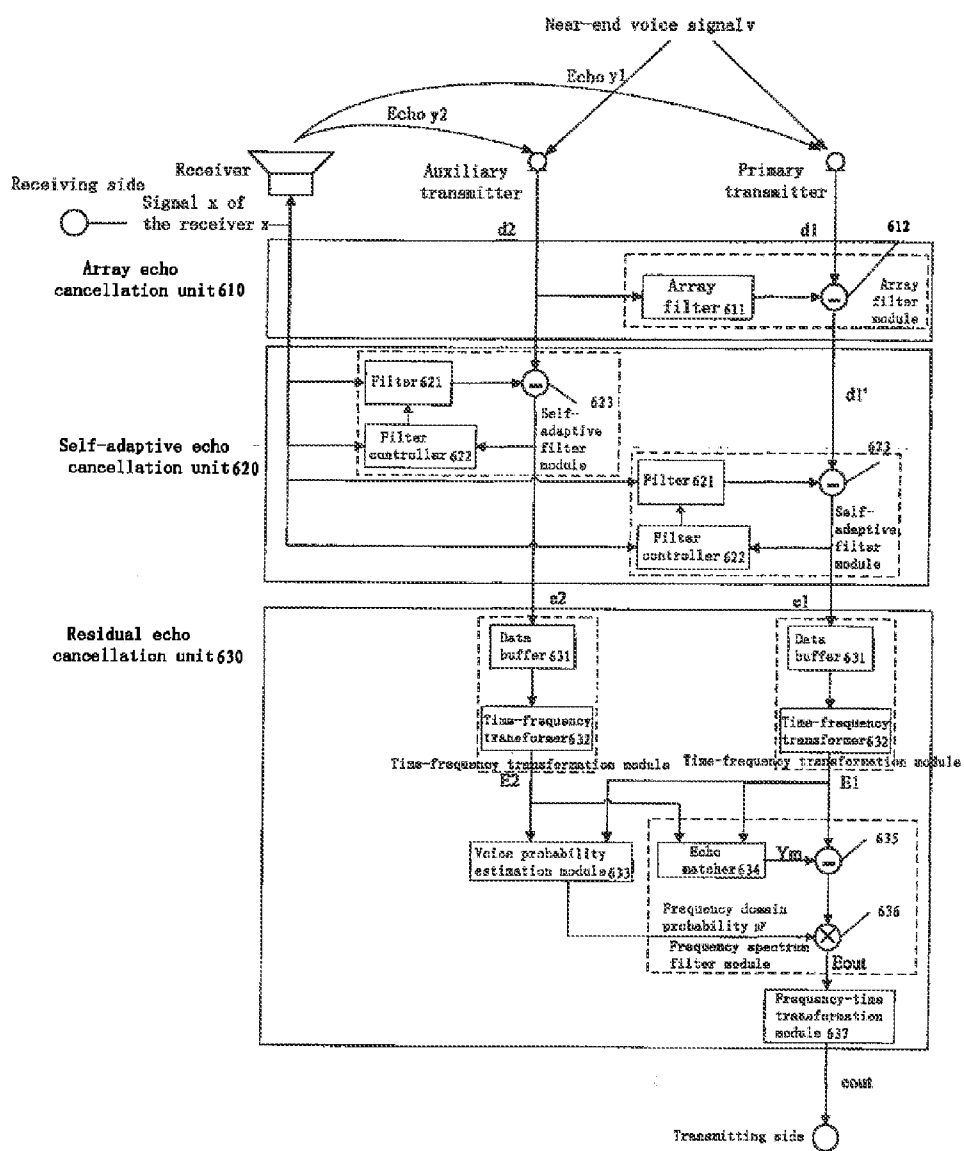 Near-end voice signal v
Echo y1
Echo y2
Receiver
Auxiliary
transmitter
Primary
transmitter
Receiving side
Signal x of
the receiver x
d2
d1
612
Array echo
cancellation unit 610
Array
filter 611
Array
filter
module
Filter 621
623
d1'
Self-
adaptive
filter
module
Filter
controller 622
Self-adaptive echo
cancellation unit 620
623
Filter 621
Self-
adaptive
filter
module
Filter
controller 622
e2
e1
Residual echo
cancellation unit 630
Data
buffer 631
Data
buffer 631
Time-frequency
transformer 632
Time-frequency
transformer 632
Time-frequency transformation module
Time-frequency transformation module
E2
E1
635
Voice probability
estimation module 633
Echo
matcher 634
Ym
Frequency domain
probability pF
636
Frequency spectrum
filter module
Eout
Frequency-time
transformation
module 637
eout
Transmitting side